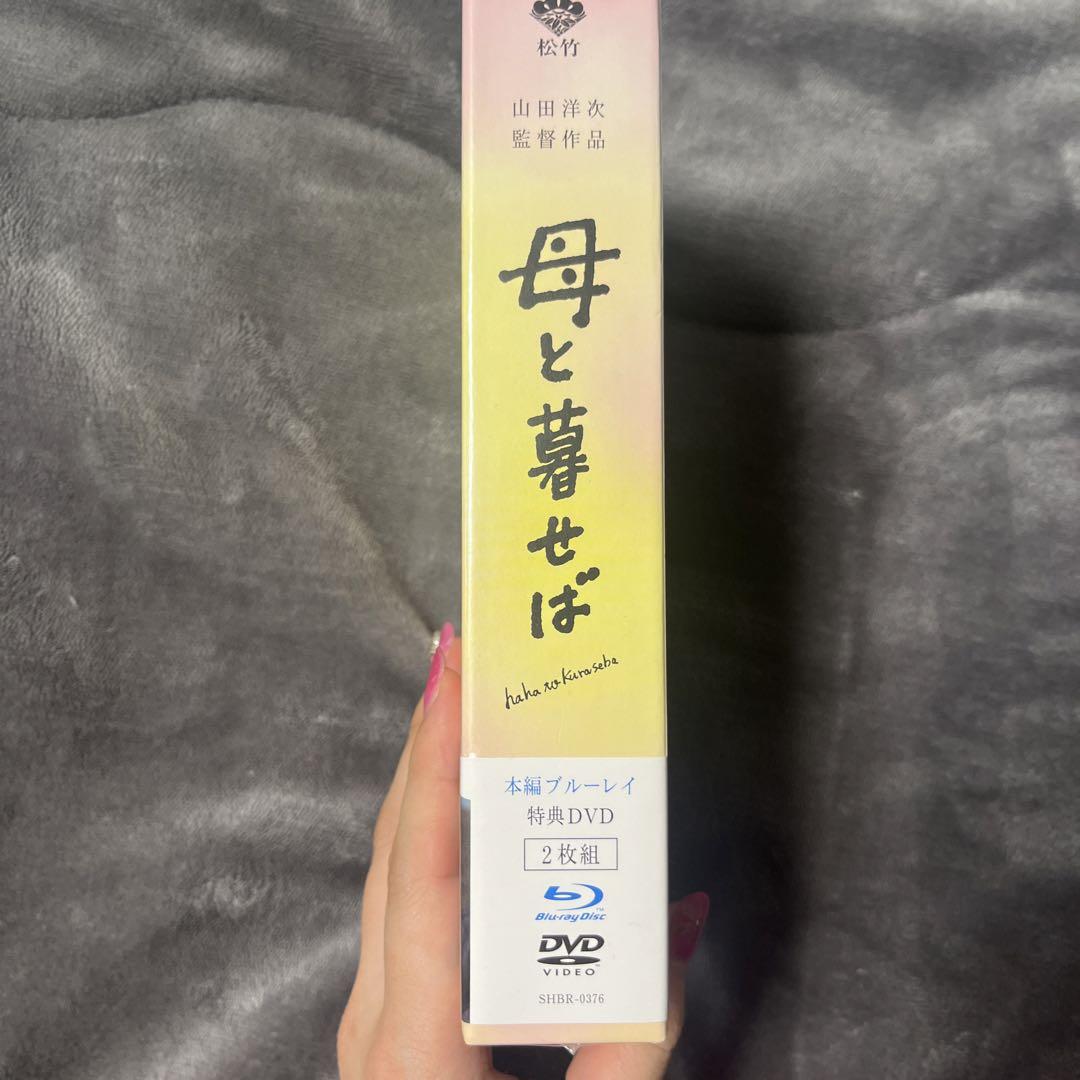 松竹
山田洋次
監督作品
母と暮せば
haha to kuraseba
本編ブルーレイ
特典DVD
2枚組
Blu-ray Disc
DVD
VIDEO
SHBR-0376